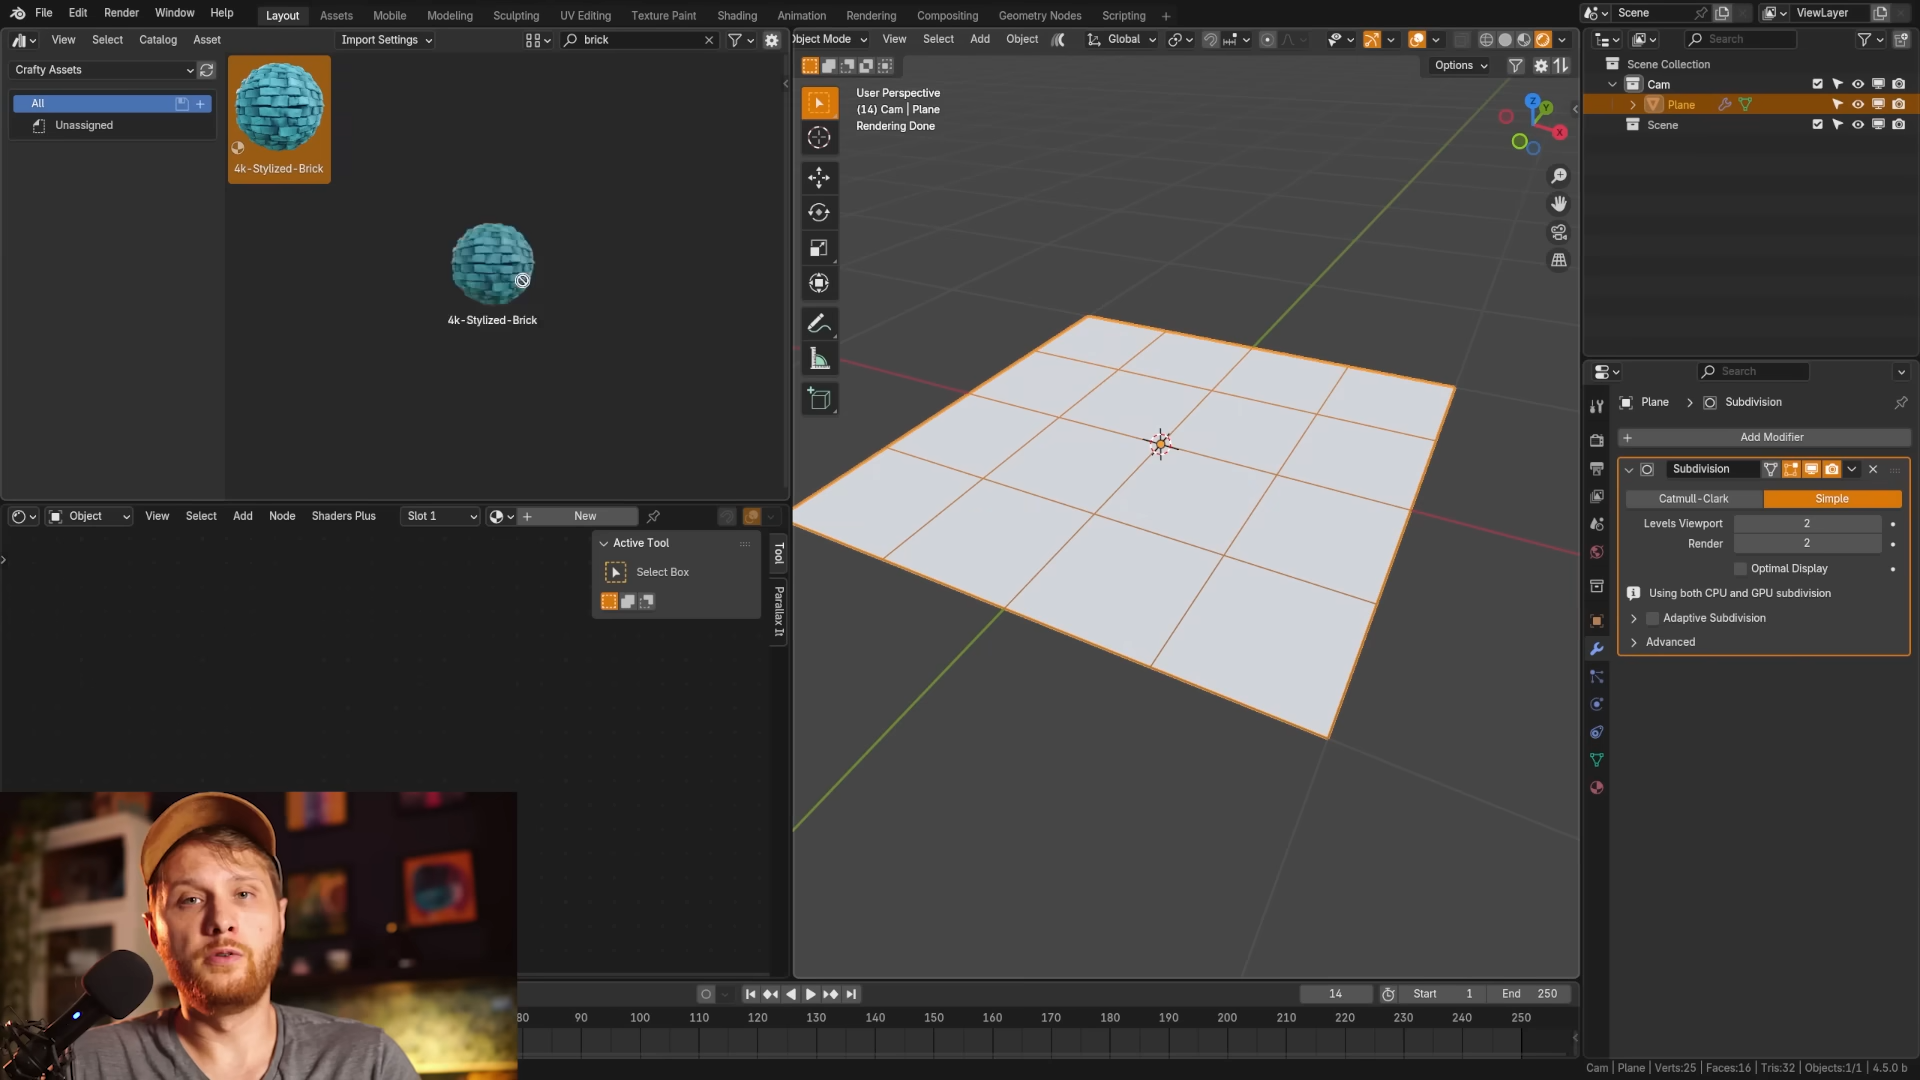 File Edit Render Window Help
Layout Assets Mobile Modeling Sculpting UV Editing Texture Paint Shading Animation Rendering Compositing Geometry Nodes Scripting
Scene
ViewLayer
View Select Catalog Asset
Import Settings
brick
Object Mode View Select Add Object
Global
Search
Crafty Assets
All
Unassigned
4k-Stylized-Brick
4k-Stylized-Brick
Options
User Perspective
(14) Cam | Plane
Rendering Done
Z
Y
X
Scene Collection
Cam
Plane
Scene
Search
Plane
Subdivision
Add Modifier
Subdivision
Catmull-Clark
Simple
Levels Viewport 2
Render 2
Optimal Display
Using both CPU and GPU subdivision
Adaptive Subdivision
Advanced
Object View Select Add Node Shaders Plus
Slot 1
New
Active Tool
Select Box
Tool
Parallax It
14
Start 1
End 250
80 90 100 110 120 130 140 150 160 170 180 190 200 210 220 230 240 250
Cam | Plane | Verts:25 | Faces:16 | Tris:32 | Objects:1/1 | 4.5.0 b